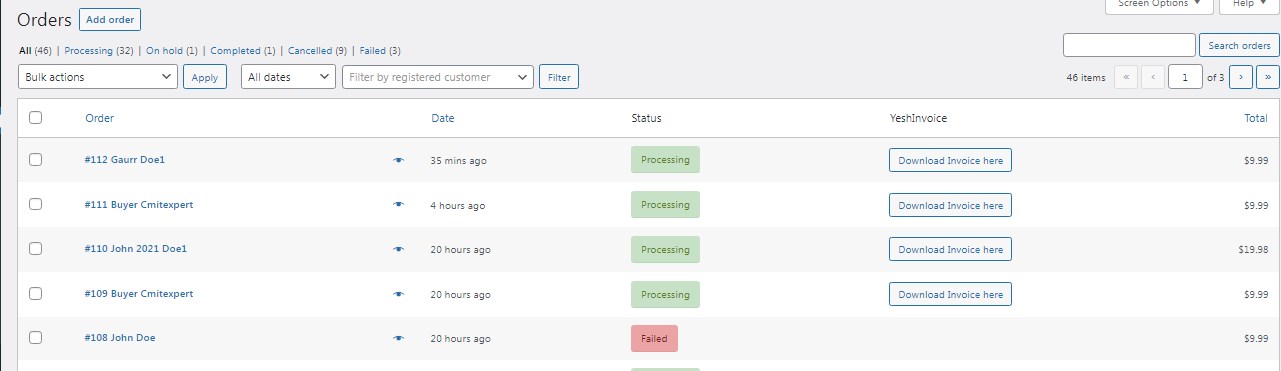 Screen Options ▼ Help ▼
Orders Add order
All (46) | Processing (32) | On hold (1) | Completed (1) | Cancelled (9) | Failed (3)
Search orders
Bulk actions Apply All dates Filter by registered customer Filter 46 items « ‹ 1 of 3 › »
Order Date Status YeshInvoice Total
#112 Gaurr Doe1 35 mins ago Processing Download Invoice here $9.99
#111 Buyer Cmitexpert 4 hours ago Processing Download Invoice here $9.99
#110 John 2021 Doe1 20 hours ago Processing Download Invoice here $19.98
#109 Buyer Cmitexpert 20 hours ago Processing Download Invoice here $9.99
#108 John Doe 20 hours ago Failed $9.99